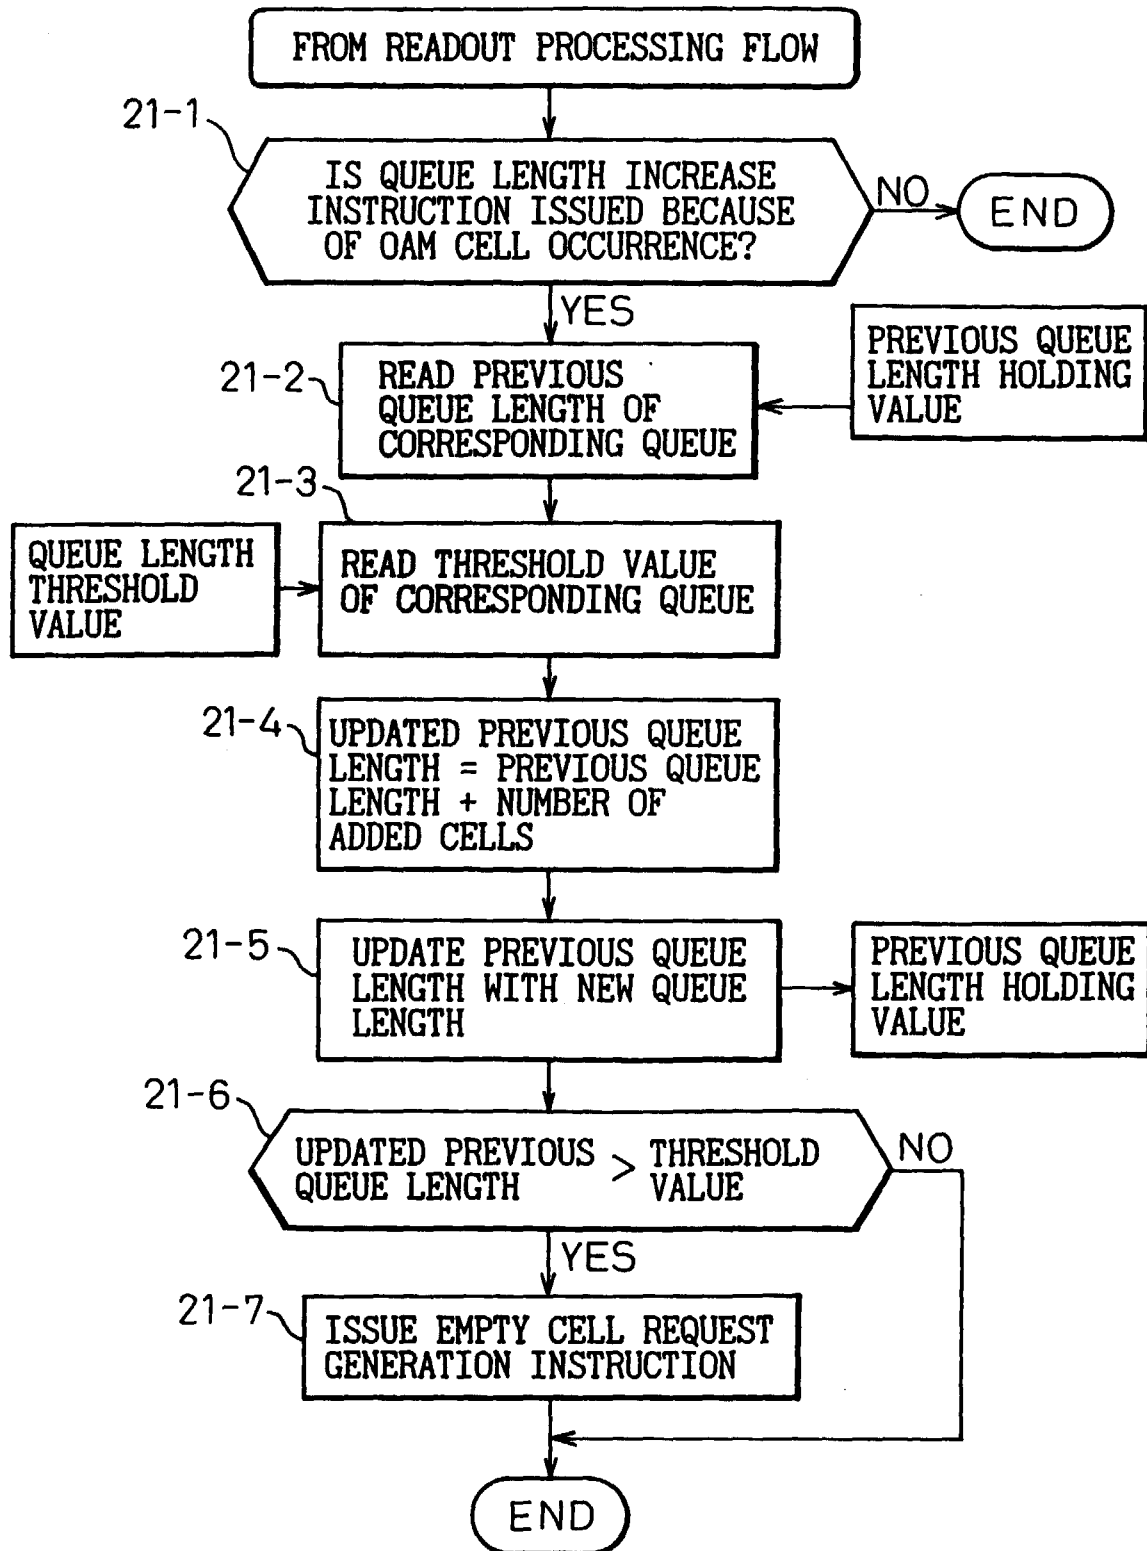 FROM READOUT PROCESSING FLOW
21-1
IS QUEUE LENGTH INCREASE
INSTRUCTION ISSUED BECAUSE
OF OAM CELL OCCURRENCE?
NO
END
YES
21-2
READ PREVIOUS
QUEUE LENGTH OF
CORRESPONDING QUEUE
PREVIOUS QUEUE
LENGTH HOLDING
VALUE
21-3
QUEUE LENGTH
THRESHOLD
VALUE
READ THRESHOLD VALUE
OF CORRESPONDING QUEUE
21-4
UPDATED PREVIOUS QUEUE
LENGTH = PREVIOUS QUEUE
LENGTH + NUMBER OF
ADDED CELLS
21-5
UPDATE PREVIOUS QUEUE
LENGTH WITH NEW QUEUE
LENGTH
PREVIOUS QUEUE
LENGTH HOLDING
VALUE
21-6
UPDATED PREVIOUS
QUEUE LENGTH
>
THRESHOLD
VALUE
NO
YES
21-7
ISSUE EMPTY CELL REQUEST
GENERATION INSTRUCTION
END